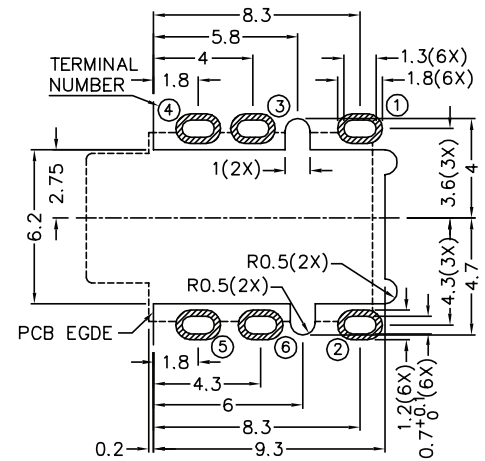 8.3
5.8
4
1.3(6X)
1.8(6X)
TERMINAL
NUMBER
1.8
4
3
1
1(2X)
2.75
6.2
3.6(3X)
4
R0.5(2X)
R0.5(2X)
4.3(3X)
4.7
PCB EGDE
5
6
2
1.8
4.3
6
8.3
0.2
9.3
1.2(6X)
0.7+0.1 0(6X)